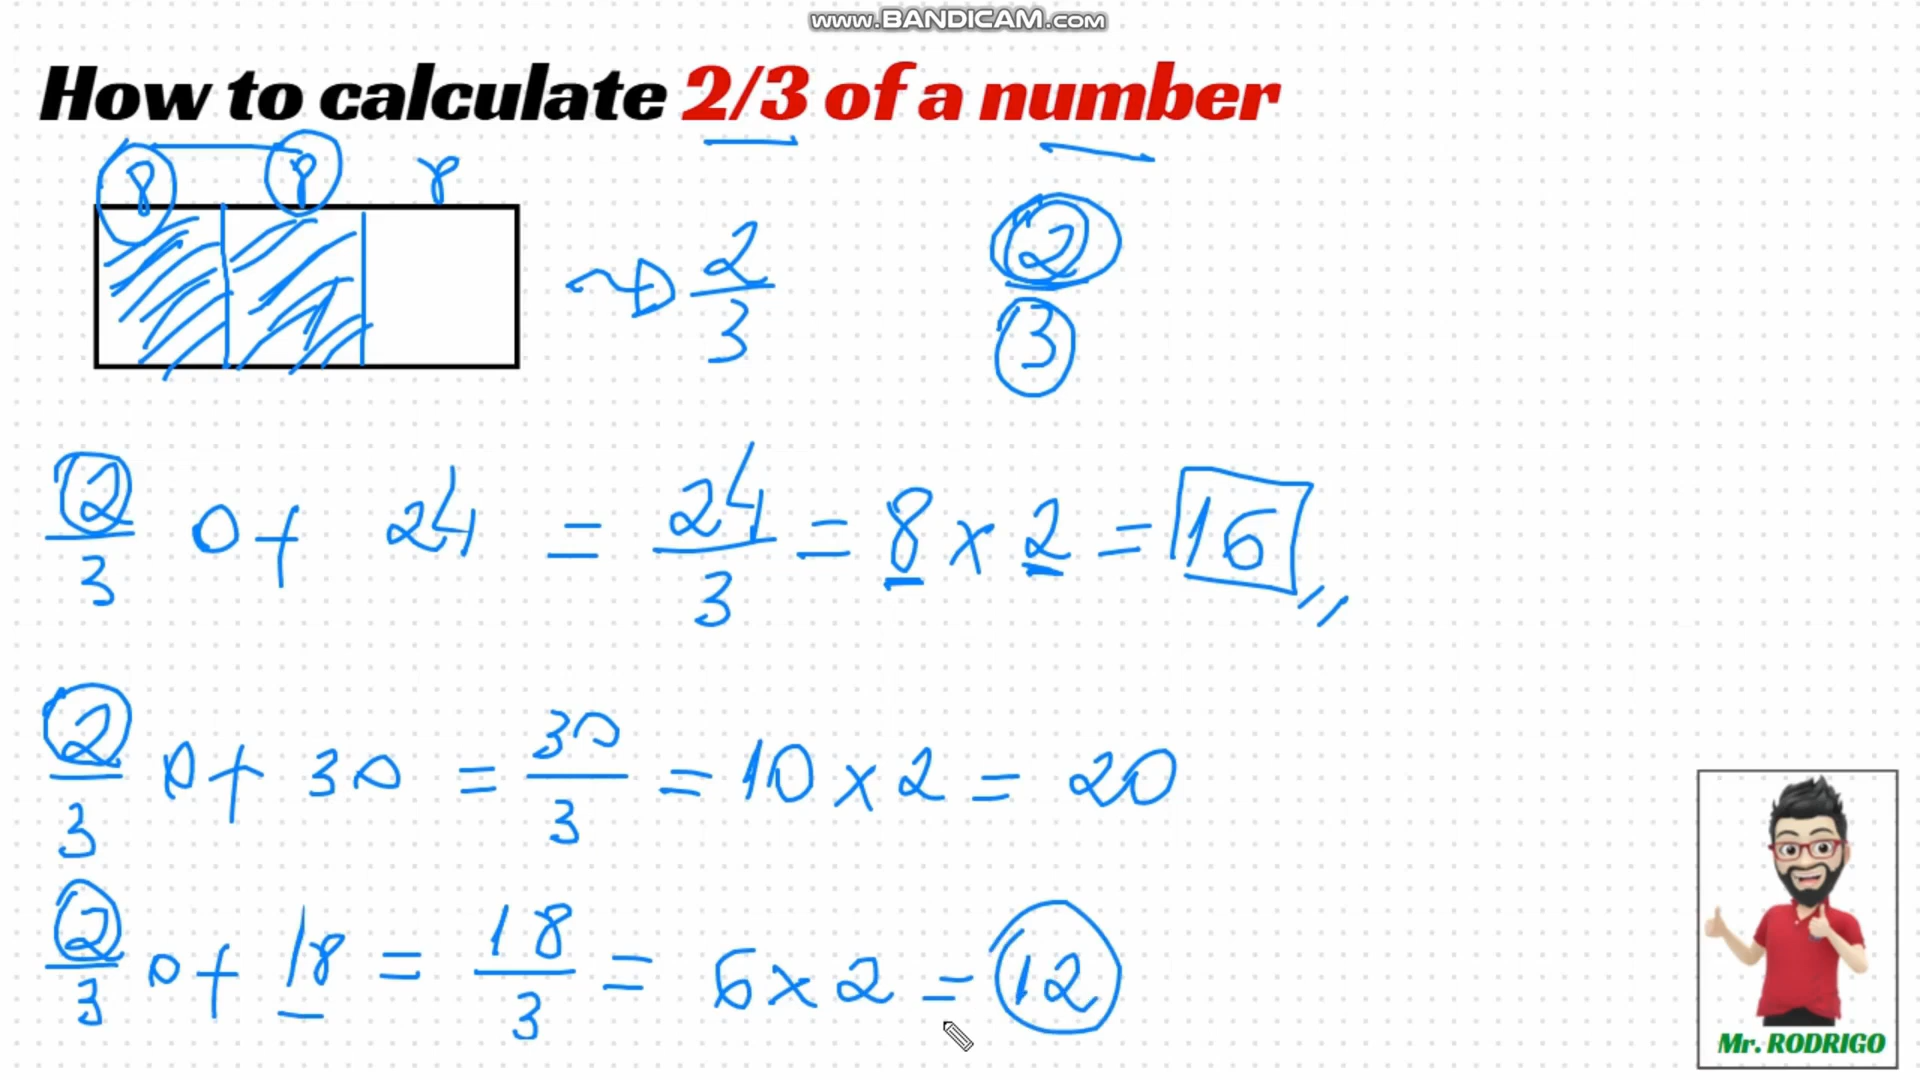 www.BANDICAM.com
How to calculate 2/3 of a number
8 8 8
2/3
2/3
2/3 of 24 = 24/3 = 8 x 2 = 16
2/3 of 30 = 30/3 = 10 x 2 = 20
2/3 of 18 = 18/3 = 6 x 2 = 12
Mr. RODRIGO